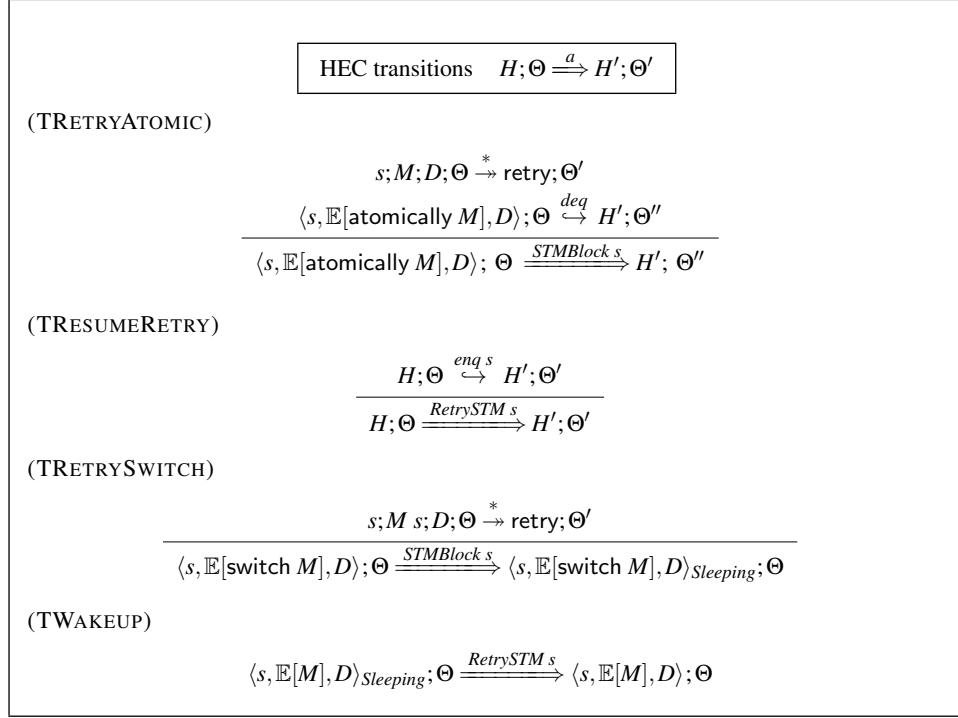 HEC transitions H;Θ ⟹ᵃ H′;Θ′
(TRETRYATOMIC)
s;M;D;Θ ↠* retry;Θ′
⟨s,𝔼[atomically M],D⟩;Θ ↪^{deq} H′;Θ″
⟨s,𝔼[atomically M],D⟩; Θ ⟹^{STMBlock s} H′; Θ″
(TRESUMERETRY)
H;Θ ↪^{enq s} H′;Θ′
H;Θ ⟹^{RetrySTM s} H′;Θ′
(TRETRYSWITCH)
s;M s;D;Θ ↠* retry;Θ′
⟨s,𝔼[switch M],D⟩;Θ ⟹^{STMBlock s} ⟨s,𝔼[switch M],D⟩_{Sleeping};Θ
(TWAKEUP)
⟨s,𝔼[M],D⟩_{Sleeping};Θ ⟹^{RetrySTM s} ⟨s,𝔼[M],D⟩;Θ